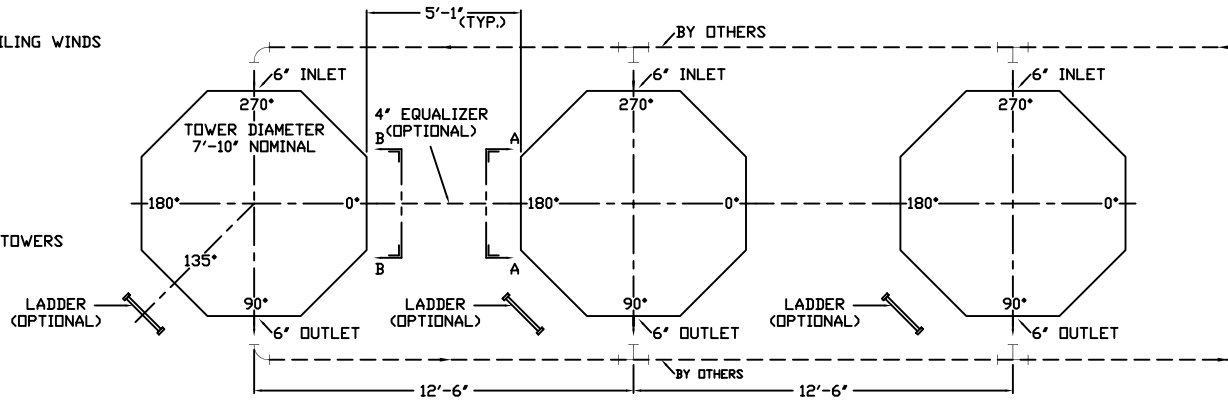 5'-1"
(TYP.)
ILING WINDS
BY OTHERS
6" INLET
6" INLET
6" INLET
270°
270°
270°
4" EQUALIZER
(OPTIONAL)
TOWER DIAMETER
7'-10" NOMINAL
B
A
180°
0°
180°
0°
180°
0°
TOWERS
135°
B
A
LADDER
(OPTIONAL)
90°
LADDER
(OPTIONAL)
90°
LADDER
(OPTIONAL)
90°
6" OUTLET
6" OUTLET
6" OUTLET
BY OTHERS
12'-6"
12'-6"